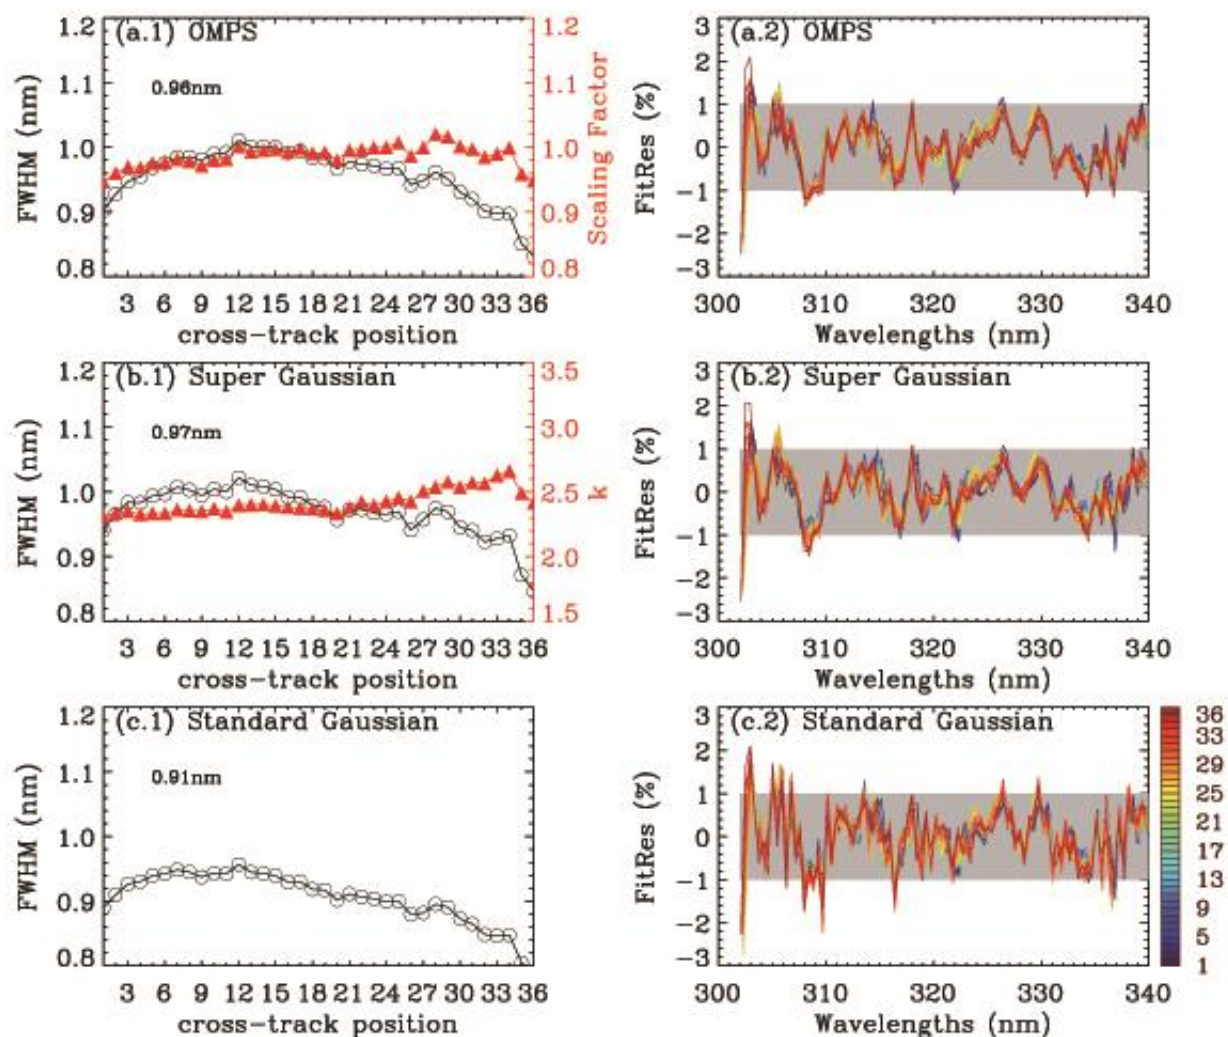 (a.1) OMPS
0.96nm
FWHM (nm)
1.2
1.1
1.0
0.9
0.8
1.2
1.1
1.0
0.9
0.8
Scaling Factor
3 6 9 12 15 18 21 24 27 30 33 36
cross-track position
(a.2) OMPS
FitRes (%)
3
2
1
0
-1
-2
-3
300 310 320 330 340
Wavelengths (nm)
(b.1) Super Gaussian
0.97nm
FWHM (nm)
1.2
1.1
1.0
0.9
0.8
3.5
3.0
2.5
2.0
1.5
k
3 6 9 12 15 18 21 24 27 30 33 36
cross-track position
(b.2) Super Gaussian
FitRes (%)
3
2
1
0
-1
-2
-3
300 310 320 330 340
Wavelengths (nm)
(c.1) Standard Gaussian
0.91nm
FWHM (nm)
1.2
1.1
1.0
0.9
0.8
3 6 9 12 15 18 21 24 27 30 33 36
cross-track position
(c.2) Standard Gaussian
FitRes (%)
3
2
1
0
-1
-2
-3
300 310 320 330 340
Wavelengths (nm)
36
33
29
25
21
17
13
9
5
1